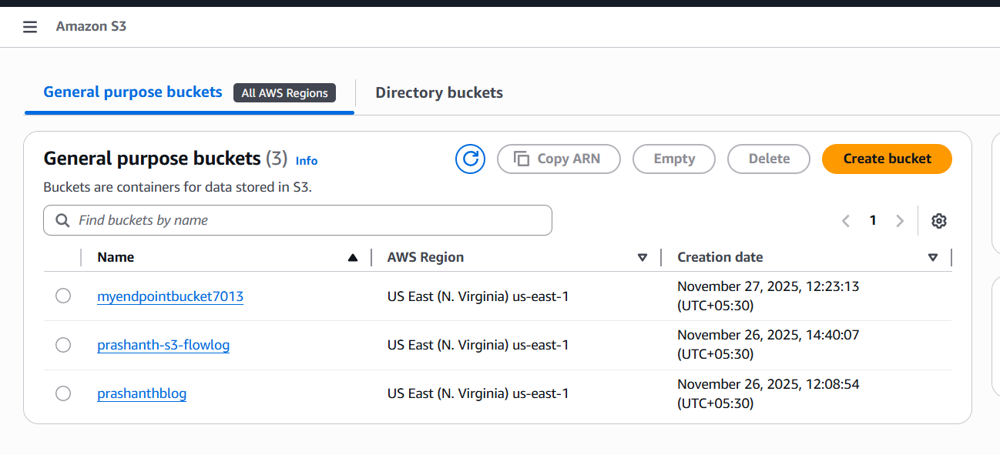 Amazon S3
General purpose buckets All AWS Regions Directory buckets
General purpose buckets (3) Info
Copy ARN Empty Delete Create bucket
Buckets are containers for data stored in S3.
Find buckets by name
1
Name AWS Region Creation date
myendpointbucket7013 US East (N. Virginia) us-east-1 November 27, 2025, 12:23:13
(UTC+05:30)
prashanth-s3-flowlog US East (N. Virginia) us-east-1 November 26, 2025, 14:40:07
(UTC+05:30)
prashanthblog US East (N. Virginia) us-east-1 November 26, 2025, 12:08:54
(UTC+05:30)